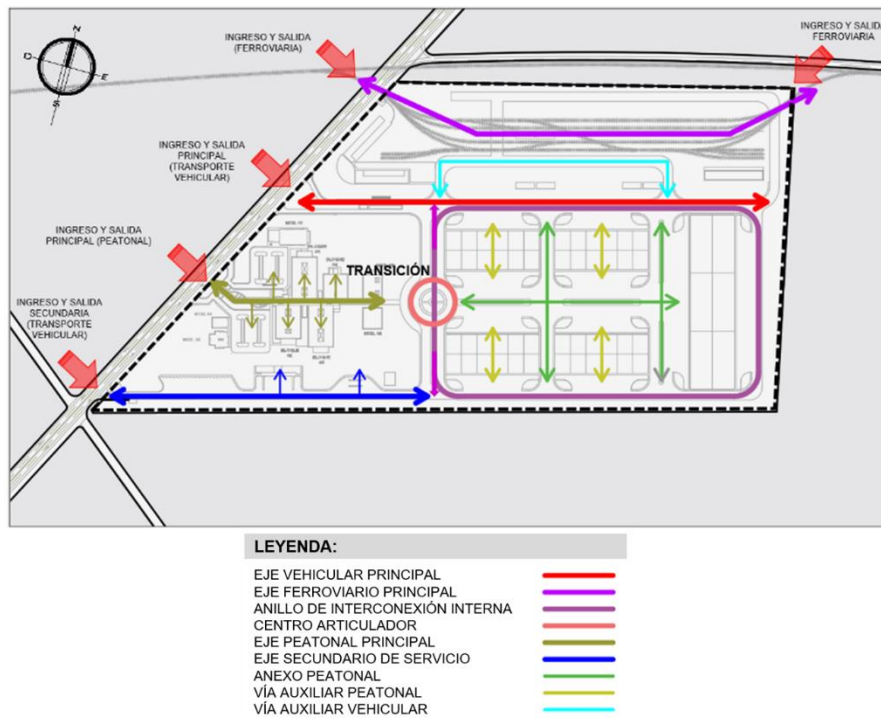 N
O
E
S
INGRESO Y SALIDA
(FERROVIARIA)
INGRESO Y SALIDA
FERROVIARIA
INGRESO Y SALIDA
PRINCIPAL
(TRANSPORTE
VEHICULAR)
INGRESO Y SALIDA
PRINCIPAL (PEATONAL)
TRANSICIÓN
INGRESO Y SALIDA
SECUNDARIA
(TRANSPORTE
VEHICULAR)
LEYENDA:
EJE VEHICULAR PRINCIPAL
EJE FERROVIARIO PRINCIPAL
ANILLO DE INTERCONEXIÓN INTERNA
CENTRO ARTICULADOR
EJE PEATONAL PRINCIPAL
EJE SECUNDARIO DE SERVICIO
ANEXO PEATONAL
VÍA AUXILIAR PEATONAL
VÍA AUXILIAR VEHICULAR